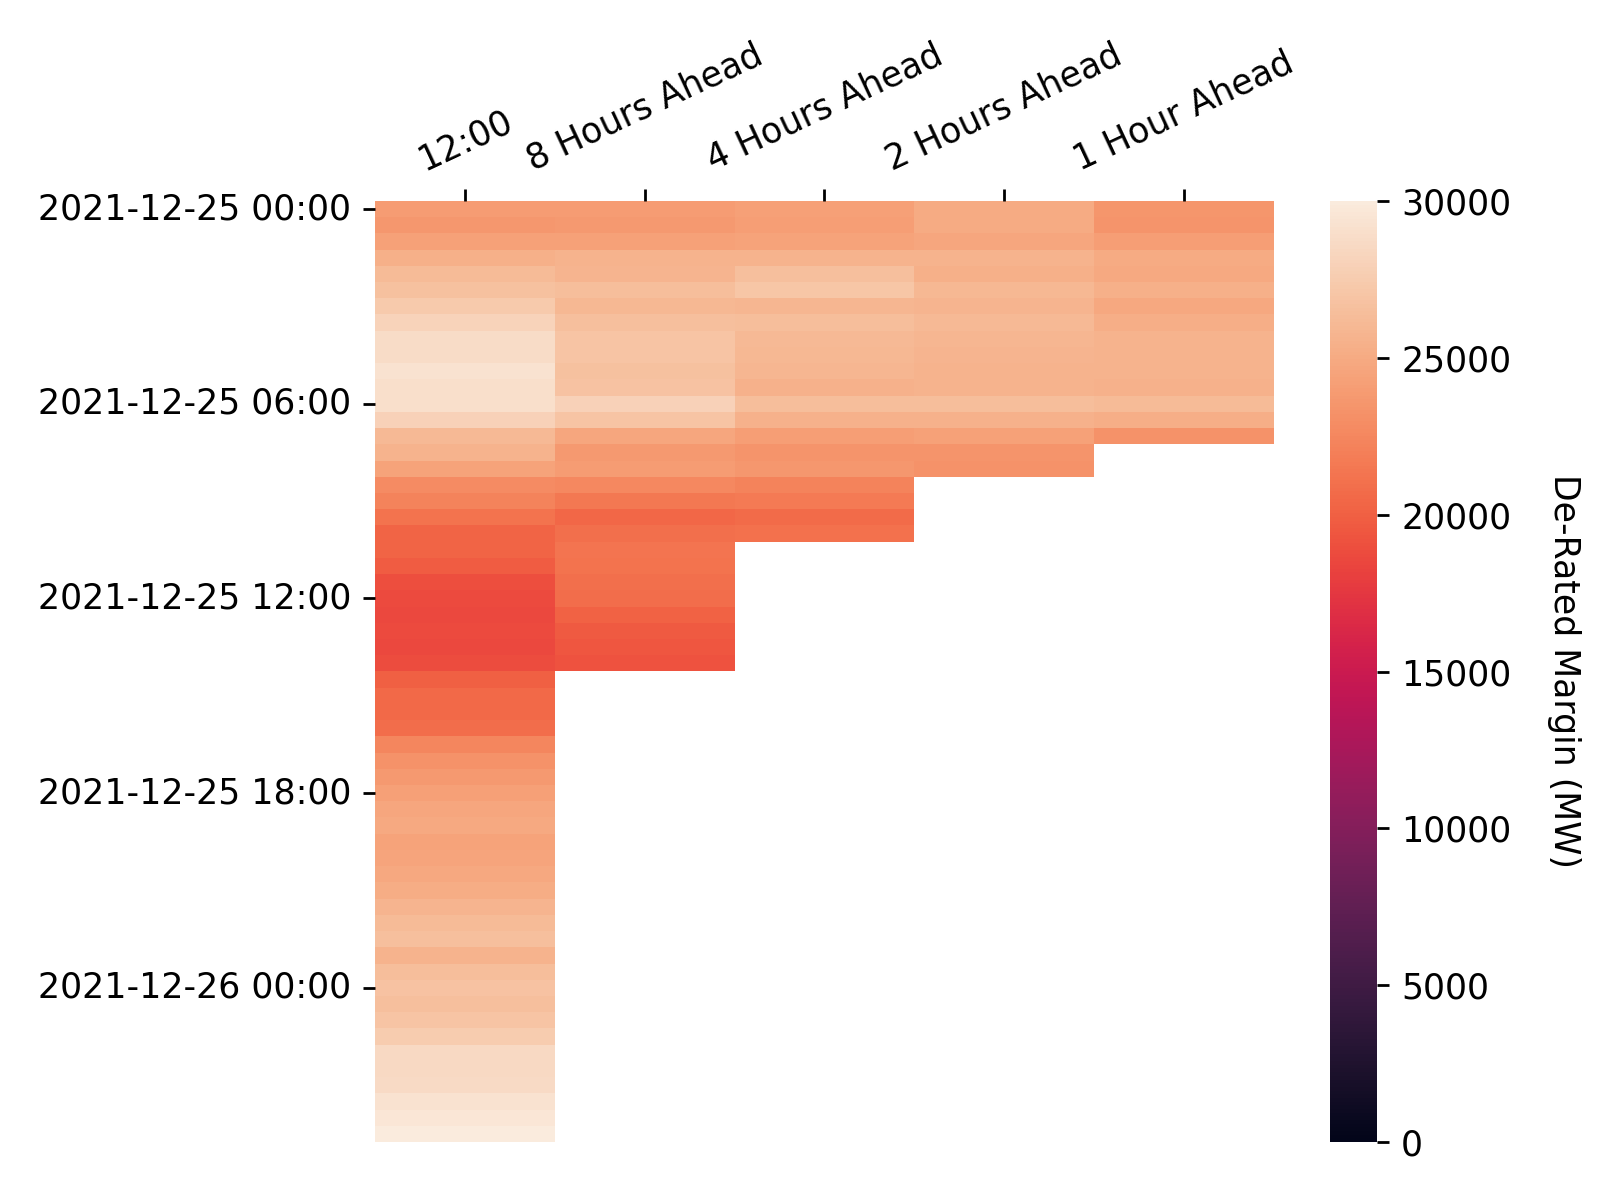 12:00
8 Hours Ahead
4 Hours Ahead
2 Hours Ahead
1 Hour Ahead
2021-12-25 00:00
2021-12-25 06:00
2021-12-25 12:00
2021-12-25 18:00
2021-12-26 00:00
30000
25000
20000
15000
10000
5000
0
De-Rated Margin (MW)